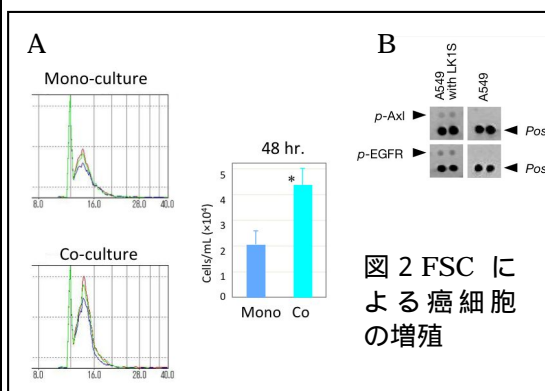 A
Mono-culture
8.0 16.0 28.0 40.0
Co-culture
8.0 16.0 28.0 40.0
48 hr.
Cells/mL (×10⁴)
5
4
3
2
1
0
*
Mono Co
B
A549 with LK1S
A549
p-Axl
Pos
p-EGFR
Pos
図 2 FSC に
よる癌細胞
の増殖